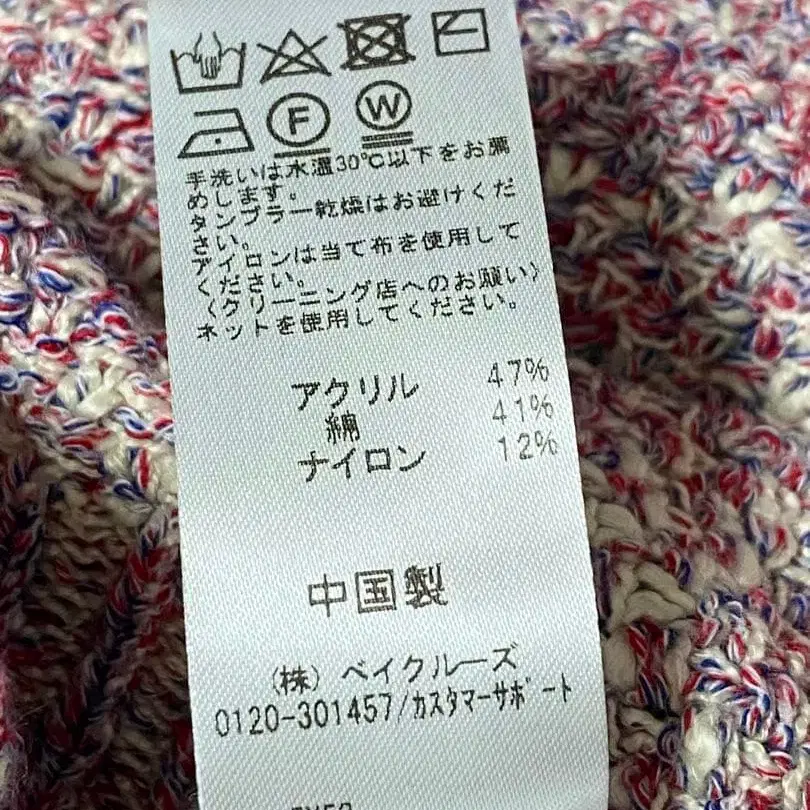 F W
手洗いは水温30℃以下をお薦
めします。
タンブラー乾燥はお避けくだ
さい。
アイロンは当て布を使用して
ください。
〈クリーニング店へのお願い〉
ネットを使用してください。
アクリル 47%
綿 41%
ナイロン 12%
中国製
(株) ベイクルーズ
0120-301457/カスタマーサポート